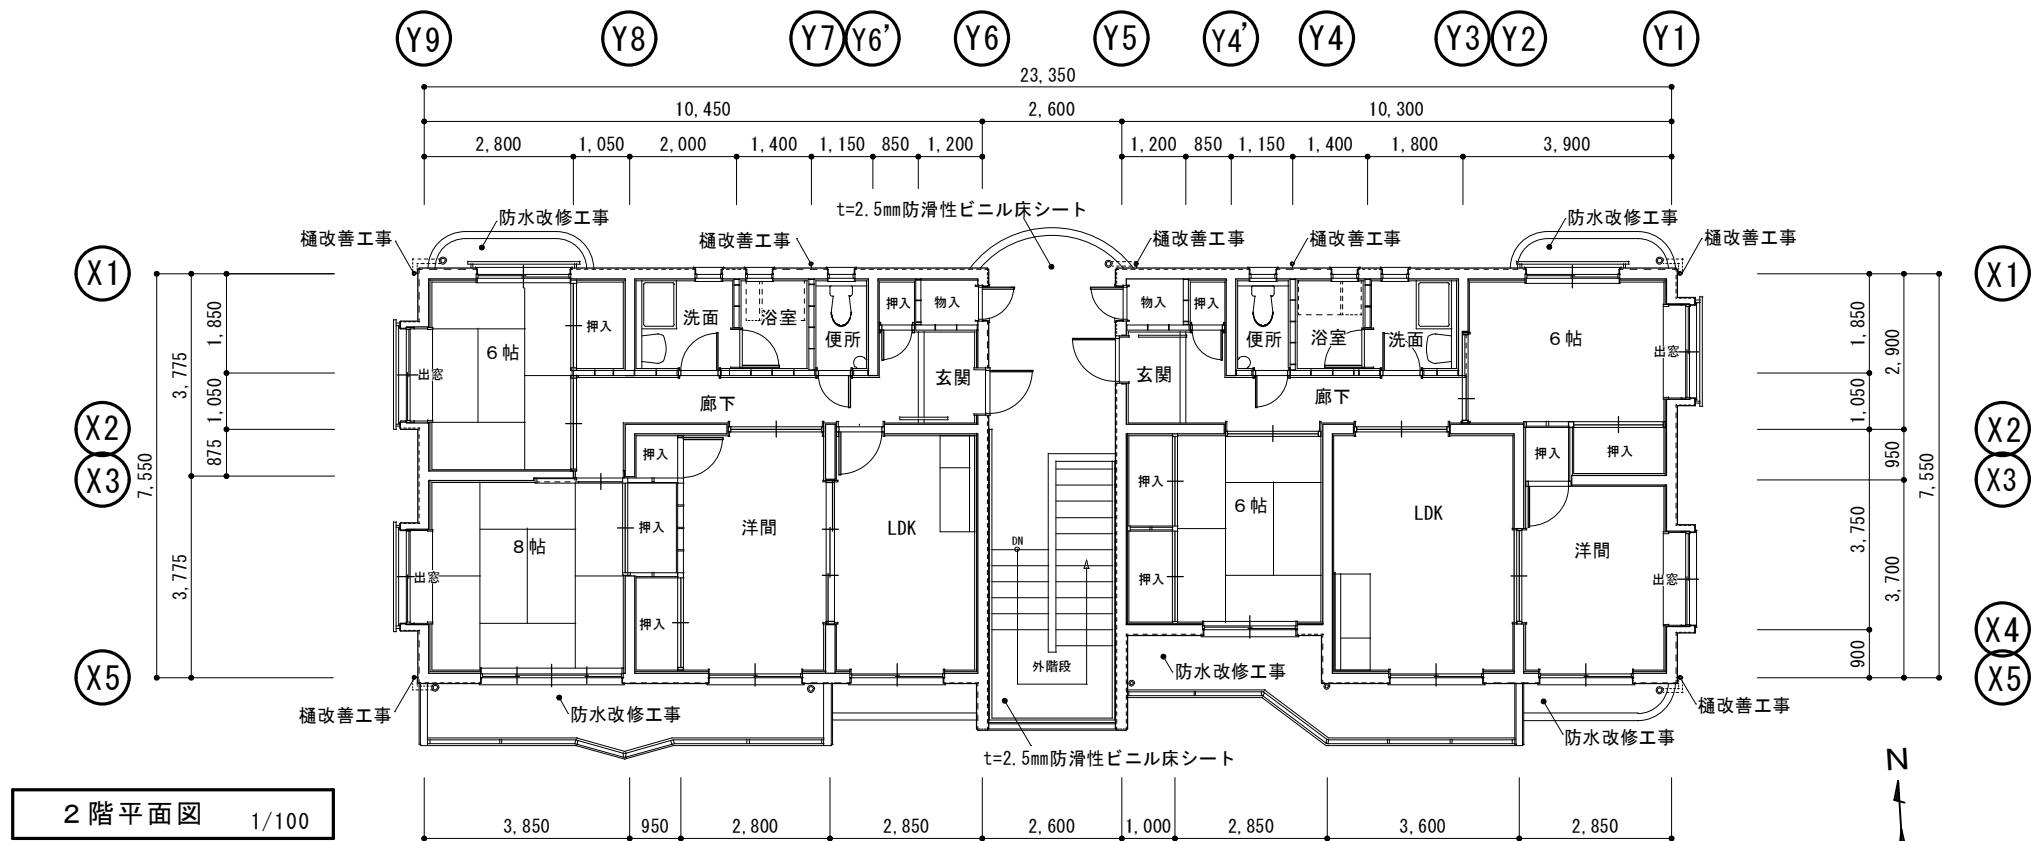 Y9 Y8 Y7 Y6' Y6 Y5 Y4' Y4 Y3 Y2 Y1
23,350
10,450 2,600 10,300
2,800 1,050 2,000 1,400 1,150 850 1,200 1,200 850 1,150 1,400 1,800 3,900
t=2.5mm防滑性ビニル床シート
防水改修工事 防水改修工事
樋改善工事 樋改善工事 樋改善工事 樋改善工事 樋改善工事
X1 X1
1,850 1,850
3,775 2,900
押入 物入 物入 押入
押入 洗面 浴室 便所 便所 浴室 洗面
6帖 6帖
出窓 出窓
玄関 玄関
1,050 1,050
廊下 廊下
X2 X2
875 950
押入 押入 押入
X3 X3
7,550 7,550
押入 6帖 LDK
押入 洋間 LDK
8帖 DN 洋間
3,750
出窓 押入 出窓
3,775 3,700
押入
X4
外階段 900
防水改修工事
X5 X5
樋改善工事 防水改修工事 樋改善工事
防水改修工事
t=2.5mm防滑性ビニル床シート
N
2階平面図 1/100
3,850 950 2,800 2,850 2,600 1,000 2,850 3,600 2,850